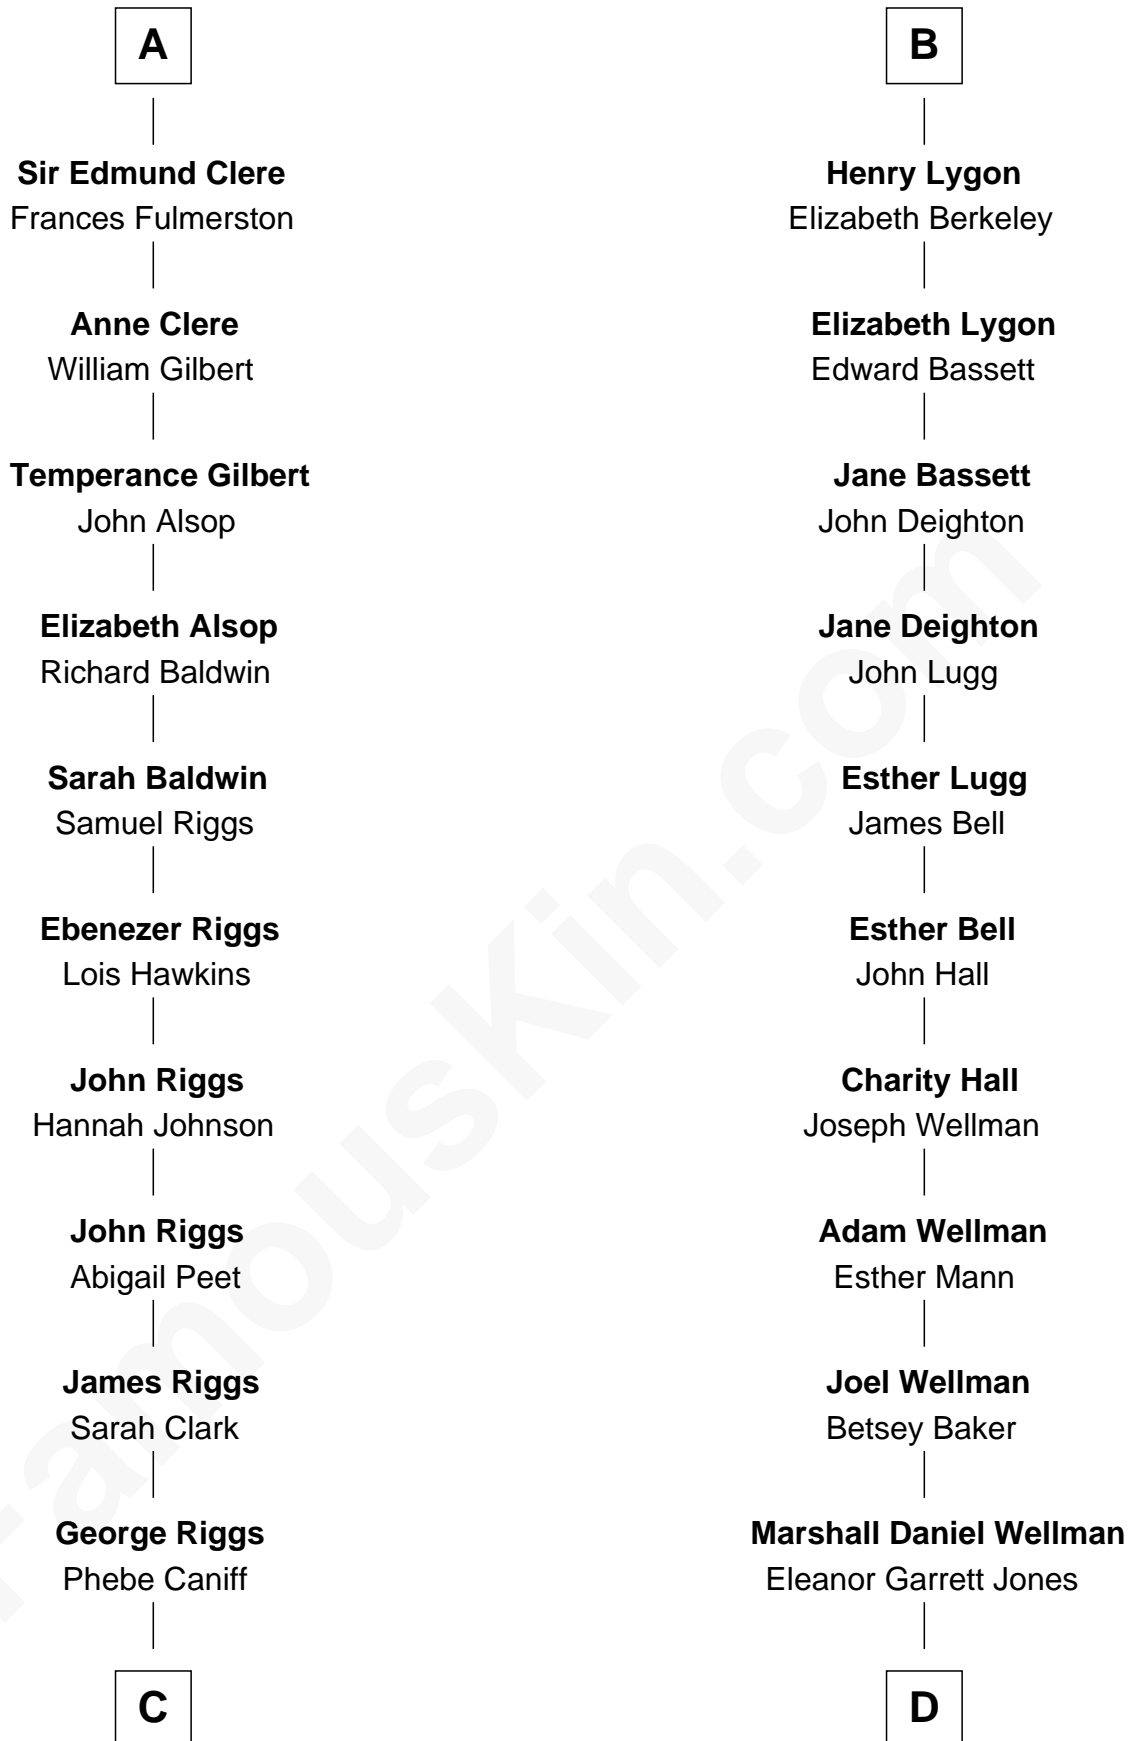 A
Sir Edmund Clere
Frances Fulmerston
Anne Clere
William Gilbert
Temperance Gilbert
John Alsop
Elizabeth Alsop
Richard Baldwin
Sarah Baldwin
Samuel Riggs
Ebenezer Riggs
Lois Hawkins
John Riggs
Hannah Johnson
John Riggs
Abigail Peet
James Riggs
Sarah Clark
George Riggs
Phebe Caniff
C
B
Henry Lygon
Elizabeth Berkeley
Elizabeth Lygon
Edward Bassett
Jane Bassett
John Deighton
Jane Deighton
John Lugg
Esther Lugg
James Bell
Esther Bell
John Hall
Charity Hall
Joseph Wellman
Adam Wellman
Esther Mann
Joel Wellman
Betsey Baker
Marshall Daniel Wellman
Eleanor Garrett Jones
D
FamousKin.com